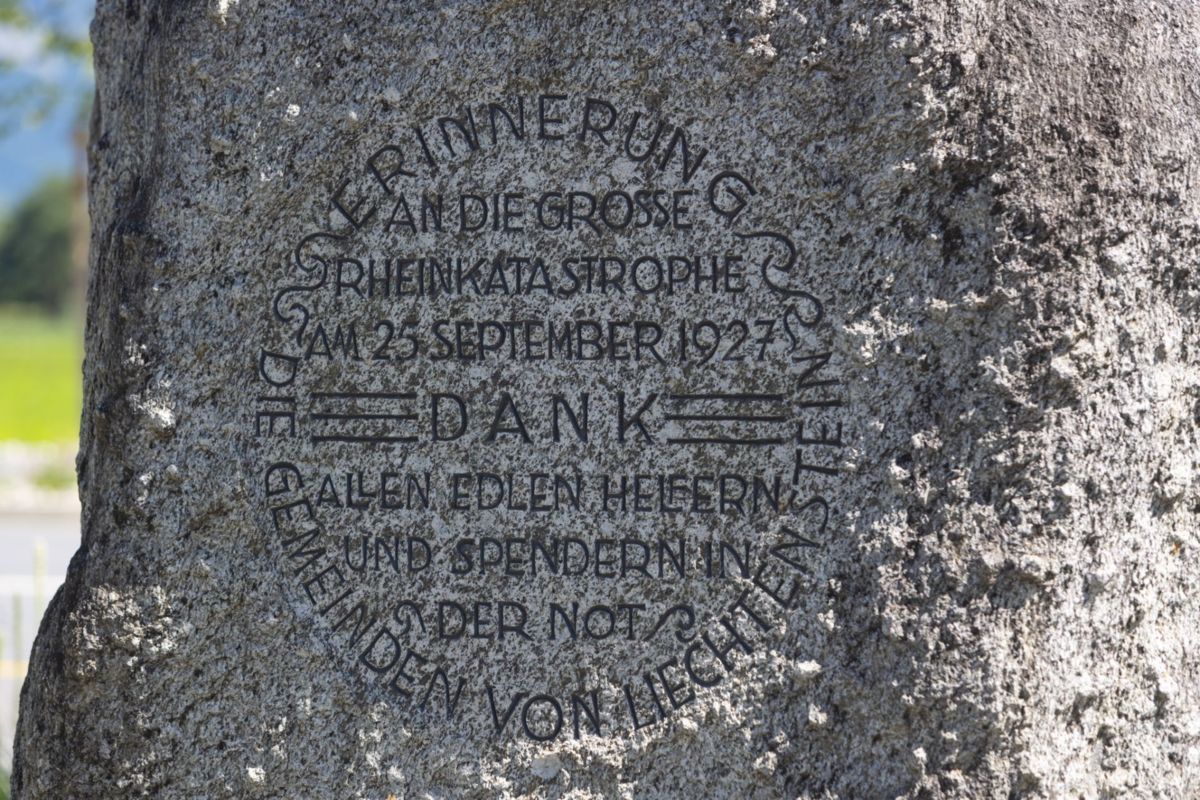 ERINNERUNG
AN DIE GROSSE
RHEINKATASTROPHE
AM 25 SEPTEMBER 1927
DANK
ALLEN EDLEN HELFERN
UND SPENDERN IN
DER NOT
DIE GEMEINDEN VON LIECHTENSTEIN